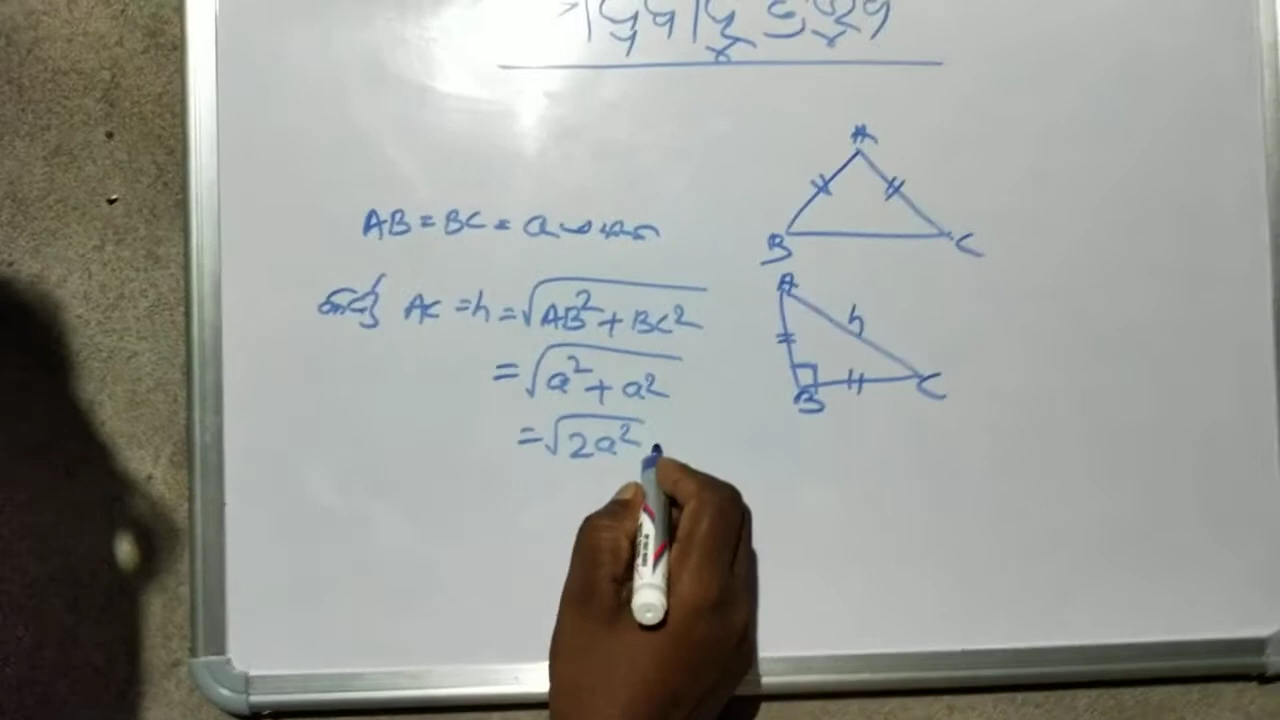 A
AB = BC = a
B
C
A
AC = h = √AB² + BC²
h
= √a² + a²
B
C
= √2a²